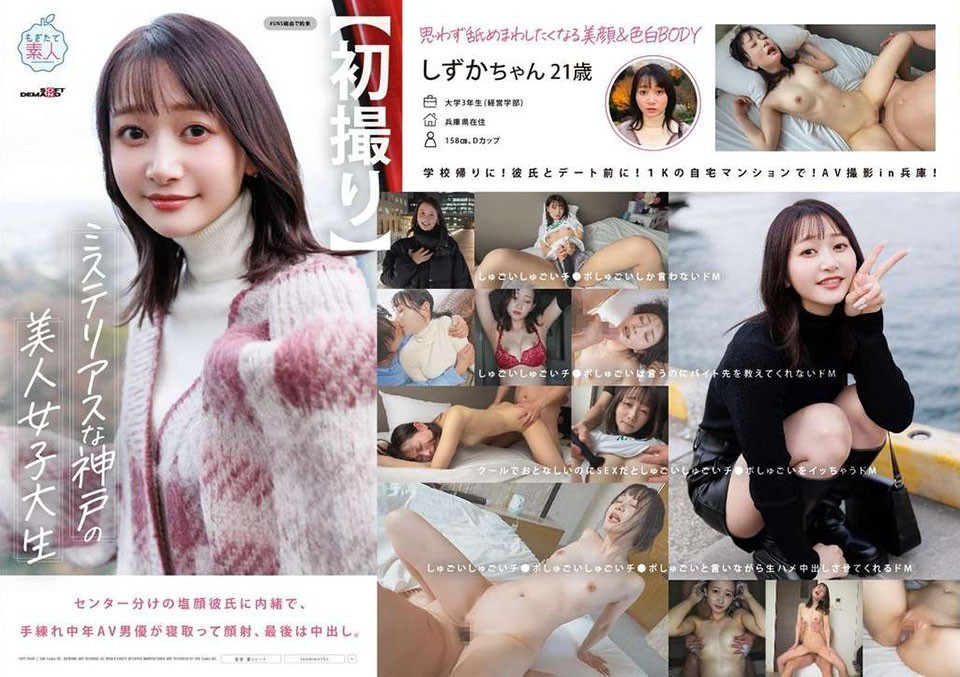 もぎたて
素人
#SNS経由で約束
【初撮り】
ミステリアスな神戸の
美人女子大生
センター分けの塩顔彼氏に内緒で、
手練れ中年AV男優が寝取って顔射、最後は中出し。
思わず舐めまわしたくなる美顔&色白BODY
しずかちゃん 21歳
大学3年生(経営学部)
兵庫県在住
158㎝、Dカップ
学校帰りに!彼氏とデート前に!1Kの自宅マンションで!AV撮影in兵庫!
しゅごいしゅごいチ●ポしゅごいしか言わないドM
しゅごいしゅごいチ●ポしゅごいは言うのにバイト先を教えてくれないドM
クールでおとなしいのにSEXだとしゅごいしゅごいチ●ポしゅごいをイッちゃうドM
しゅごいしゅごいチ●ポしゅごいしゅごいチ●ポしゅごいと言いながら生ハメ中出しさせてくれるドM